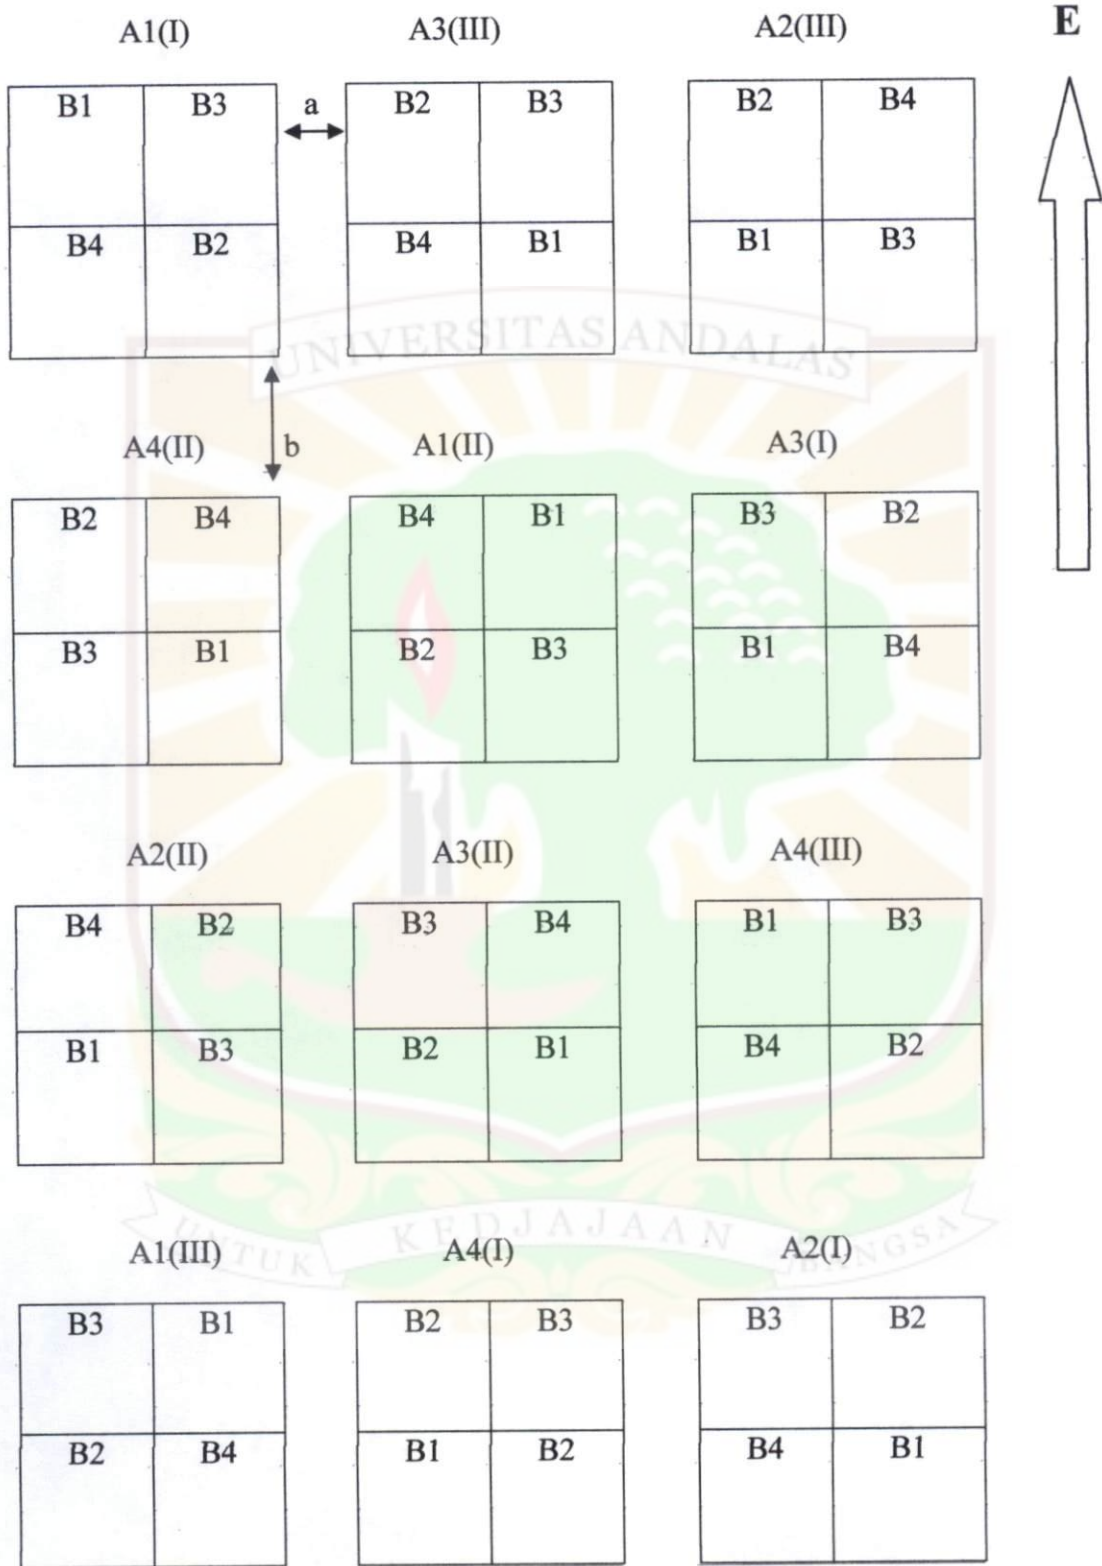 A1(I) A3(III) A2(III) E
B1 B3 a B2 B3 B2 B4
B4 B2 B4 B1 B1 B3
UNIVERSITAS ANDALAS
A4(II) b A1(II) A3(I)
B2 B4 B4 B1 B3 B2
B3 B1 B2 B3 B1 B4
A2(II) A3(II) A4(III)
B4 B2 B3 B4 B1 B3
B1 B3 B2 B1 B4 B2
UNTUK KEDJAJAAN BANGSA
A1(III) A4(I) A2(I)
B3 B1 B2 B3 B3 B2
B2 B4 B1 B2 B4 B1